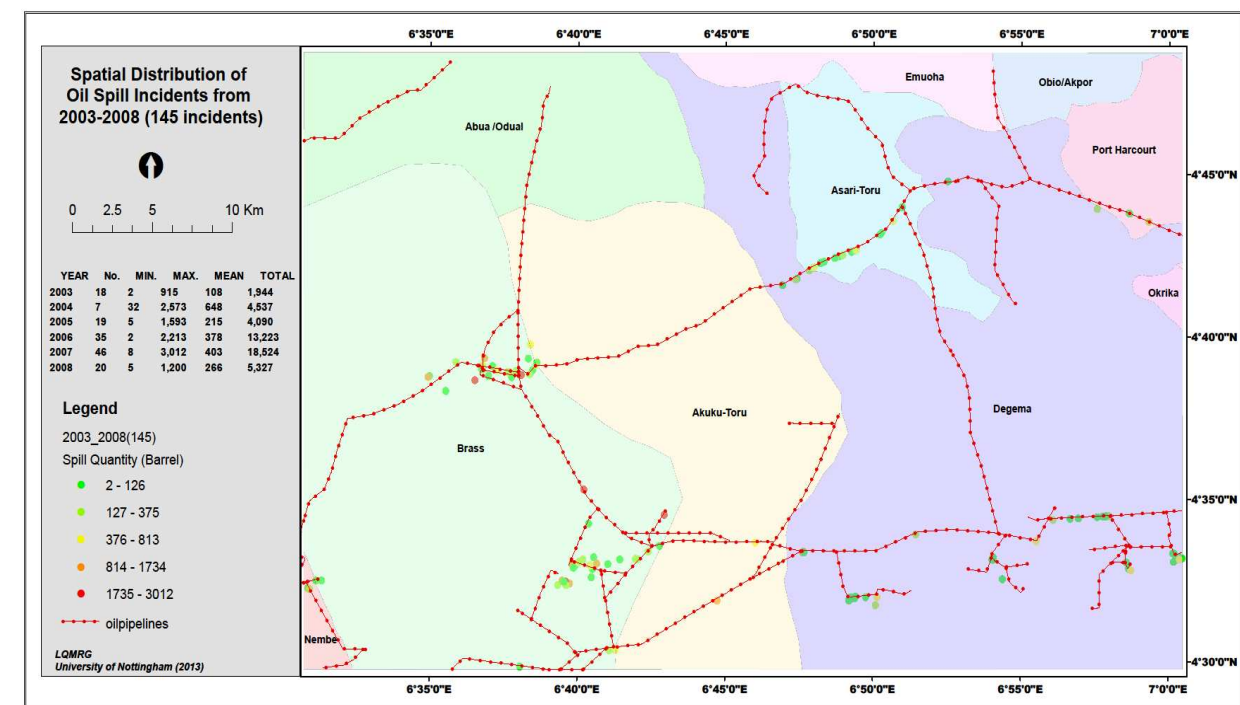 Spatial Distribution of
Oil Spill Incidents from
2003-2008 (145 incidents)
0 2.5 5 10 Km
YEAR No. MIN. MAX. MEAN TOTAL
2003 18 2 915 108 1,944
2004 7 32 2,573 648 4,537
2005 19 5 1,593 215 4,090
2006 35 2 2,213 378 13,223
2007 46 8 3,012 403 18,524
2008 20 5 1,200 266 5,327
Legend
2003_2008(145)
Spill Quantity (Barrel)
2 - 126
127 - 375
376 - 813
814 - 1734
1735 - 3012
oilpipelines
LQMRG
University of Nottingham (2013)
6°35'0"E 6°40'0"E 6°45'0"E 6°50'0"E 6°55'0"E 7°0'0"E
Emuoha
Obio/Akpor
Abua /Odual
Port Harcourt
4°45'0"N
Asari-Toru
Okrika
4°40'0"N
Akuku-Toru
Degema
Brass
4°35'0"N
Nembe
4°30'0"N
6°35'0"E 6°40'0"E 6°45'0"E 6°50'0"E 6°55'0"E 7°0'0"E